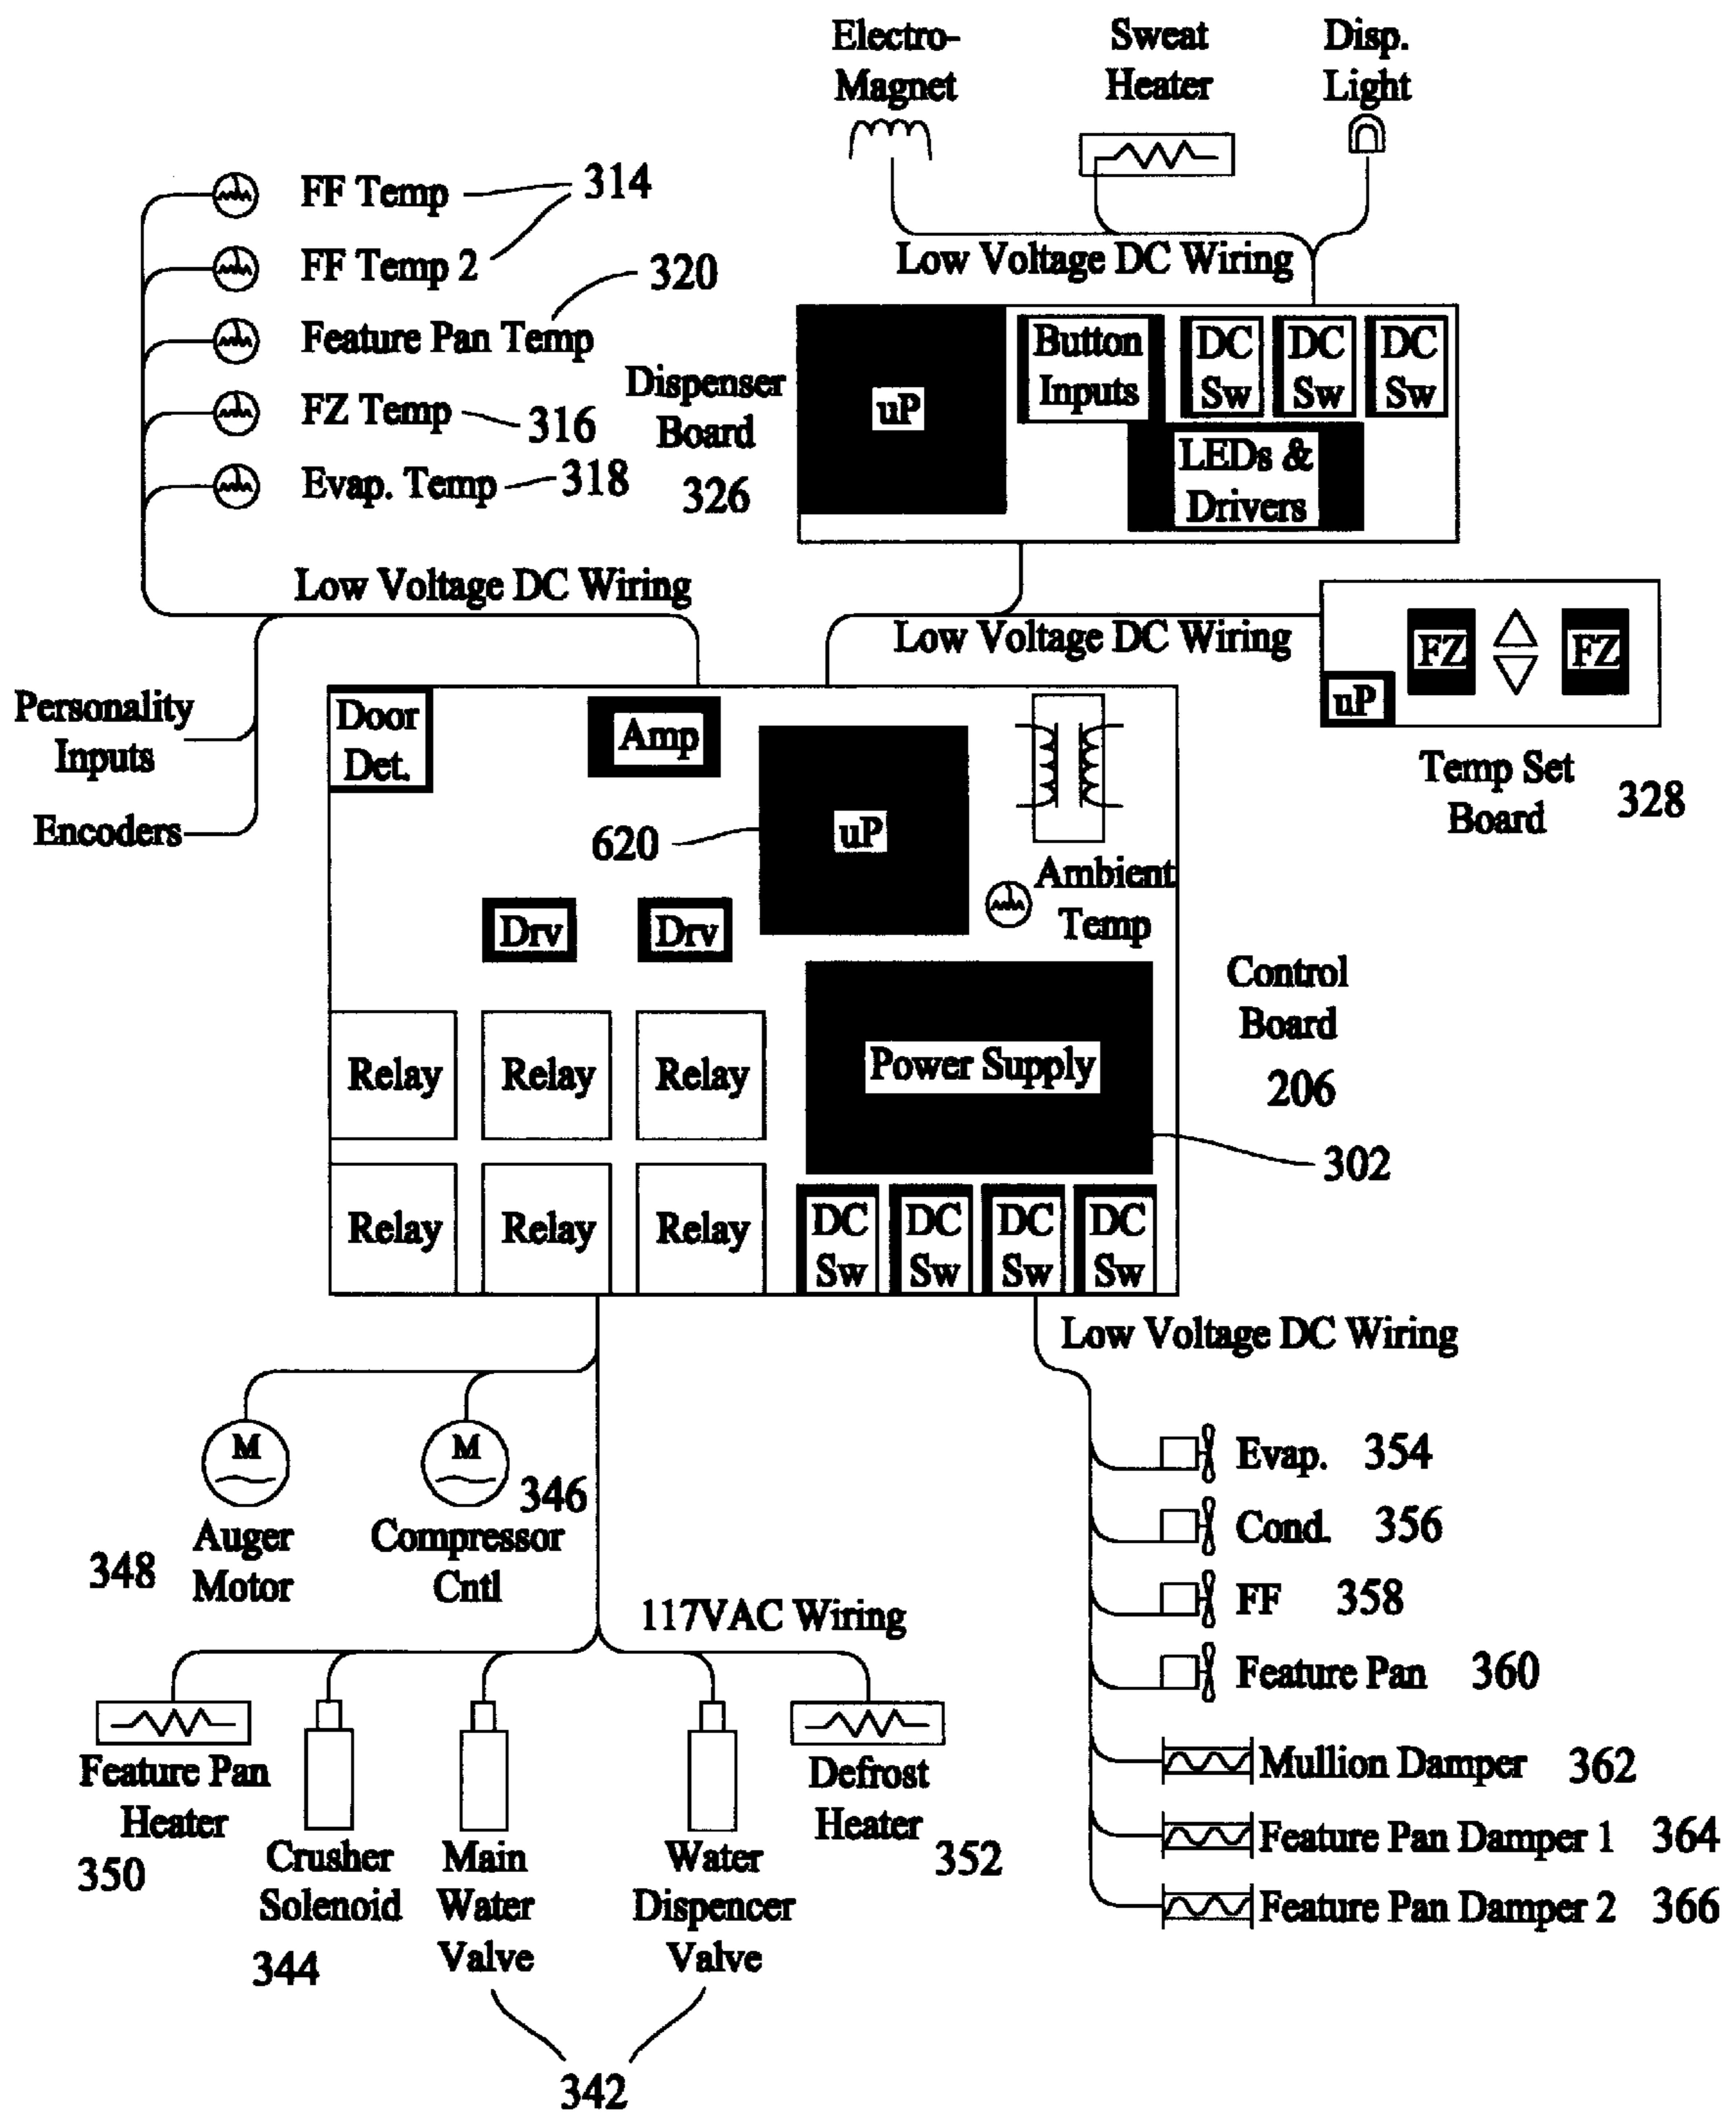 Electro-
Magnet
Sweat
Heater
Disp.
Light
FF Temp
314
FF Temp 2
320
Feature Pan Temp
FZ Temp
316
Evap. Temp
318
Low Voltage DC Wiring
Dispenser
Board
326
uP
Button
Inputs
DC
Sw
DC
Sw
DC
Sw
LEDs &
Drivers
Low Voltage DC Wiring
Low Voltage DC Wiring
FZ
FZ
uP
Temp Set
Board
328
Personality
Inputs
Encoders
Door
Det.
Amp
620
uP
Ambient
Temp
Drv
Drv
Control
Board
206
Power Supply
302
Relay
Relay
Relay
Relay
Relay
Relay
DC
Sw
DC
Sw
DC
Sw
DC
Sw
Low Voltage DC Wiring
M
M
346
348
Auger
Motor
Compressor
Cntl
117VAC Wiring
Evap. 354
Cond. 356
FF 358
Feature Pan 360
Mullion Damper 362
Feature Pan Damper 1 364
Feature Pan Damper 2 366
Feature Pan
Heater
350
Crusher
Solenoid
344
Main
Water
Valve
Water
Dispencer
Valve
Defrost
Heater
352
342